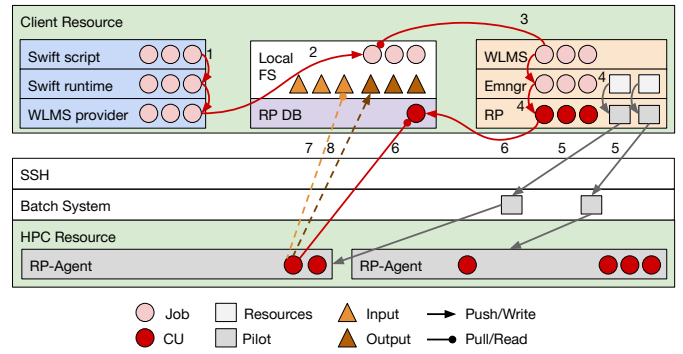 Client Resource
3
Swift script
1
2
Local
FS
WLMS
Swift runtime
Emngr
4
WLMS provider
RP DB
RP
4
7
8
6
6
5
5
SSH
Batch System
HPC Resource
RP-Agent
RP-Agent
Job
Resources
Input
Push/Write
CU
Pilot
Output
Pull/Read